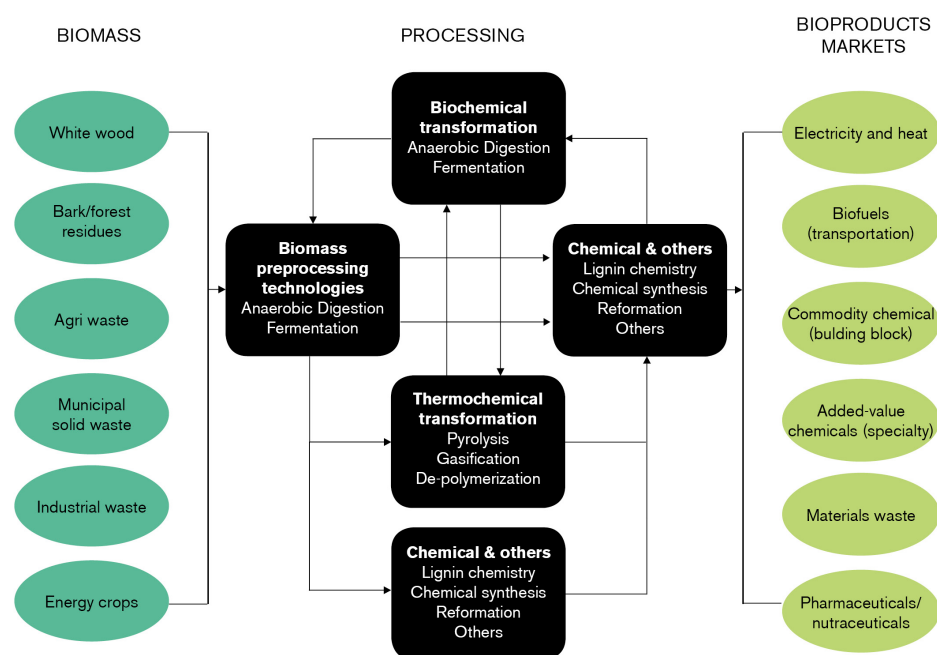 BIOMASS
PROCESSING
BIOPRODUCTS
MARKETS
White wood
Bark/forest
residues
Agri waste
Municipal
solid waste
Industrial waste
Energy crops
Biochemical
transformation
Anaerobic Digestion
Fermentation
Biomass
preprocessing
technologies
Anaerobic Digestion
Fermentation
Chemical & others
Lignin chemistry
Chemical synthesis
Reformation
Others
Thermochemical
transformation
Pyrolysis
Gasification
De-polymerization
Chemical & others
Lignin chemistry
Chemical synthesis
Reformation
Others
Electricity and heat
Biofuels
(transportation)
Commodity chemical
(bulding block)
Added-value
chemicals (specialty)
Materials waste
Pharmaceuticals/
nutraceuticals